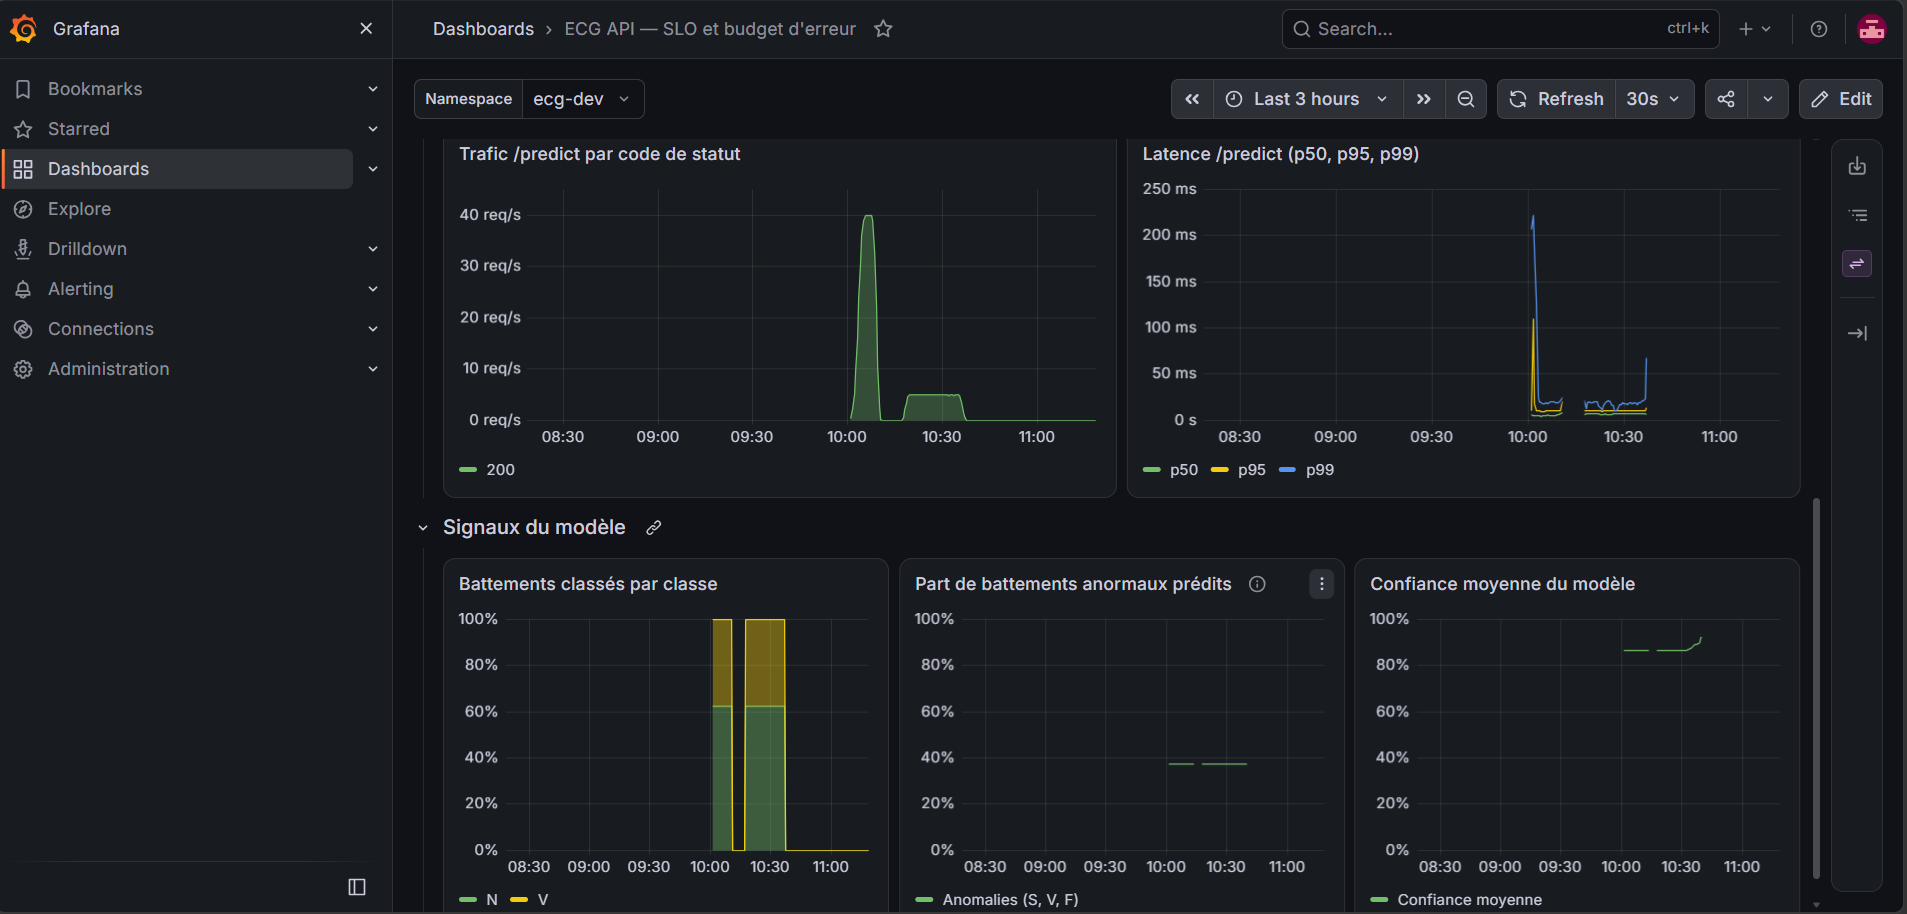 Grafana
Dashboards › ECG API — SLO et budget d'erreur
Search...
ctrl+k
Bookmarks
Starred
Dashboards
Explore
Drilldown
Alerting
Connections
Administration
Namespace
ecg-dev
Last 3 hours
Refresh
30s
Edit
Trafic /predict par code de statut
40 req/s
30 req/s
20 req/s
10 req/s
0 req/s
08:30 09:00 09:30 10:00 10:30 11:00
200
Latence /predict (p50, p95, p99)
250 ms
200 ms
150 ms
100 ms
50 ms
0 s
08:30 09:00 09:30 10:00 10:30 11:00
p50 p95 p99
Signaux du modèle
Battements classés par classe
100%
80%
60%
40%
20%
0%
08:30 09:00 09:30 10:00 10:30 11:00
N V
Part de battements anormaux prédits
100%
80%
60%
40%
20%
0%
08:30 09:00 09:30 10:00 10:30 11:00
Anomalies (S, V, F)
Confiance moyenne du modèle
100%
80%
60%
40%
20%
0%
08:30 09:00 09:30 10:00 10:30 11:00
Confiance moyenne